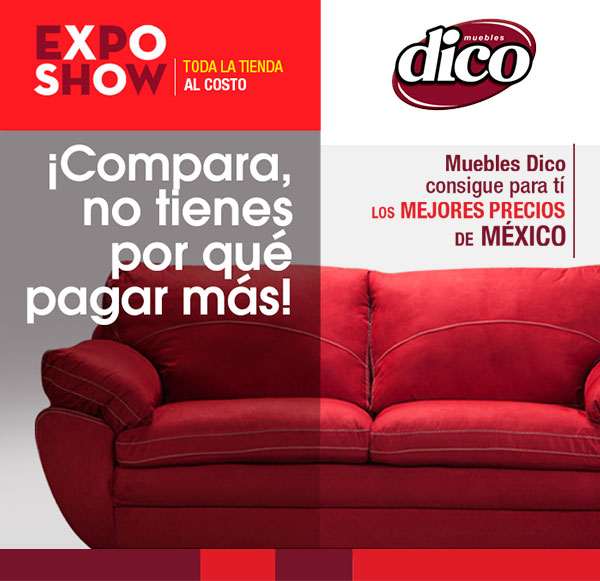 EXPO
SHOW
TODA LA TIENDA
AL COSTO
muebles
dico
¡Compara,
no tienes
por qué
pagar más!
Muebles Dico
consigue para tí
LOS MEJORES PRECIOS
DE MÉXICO